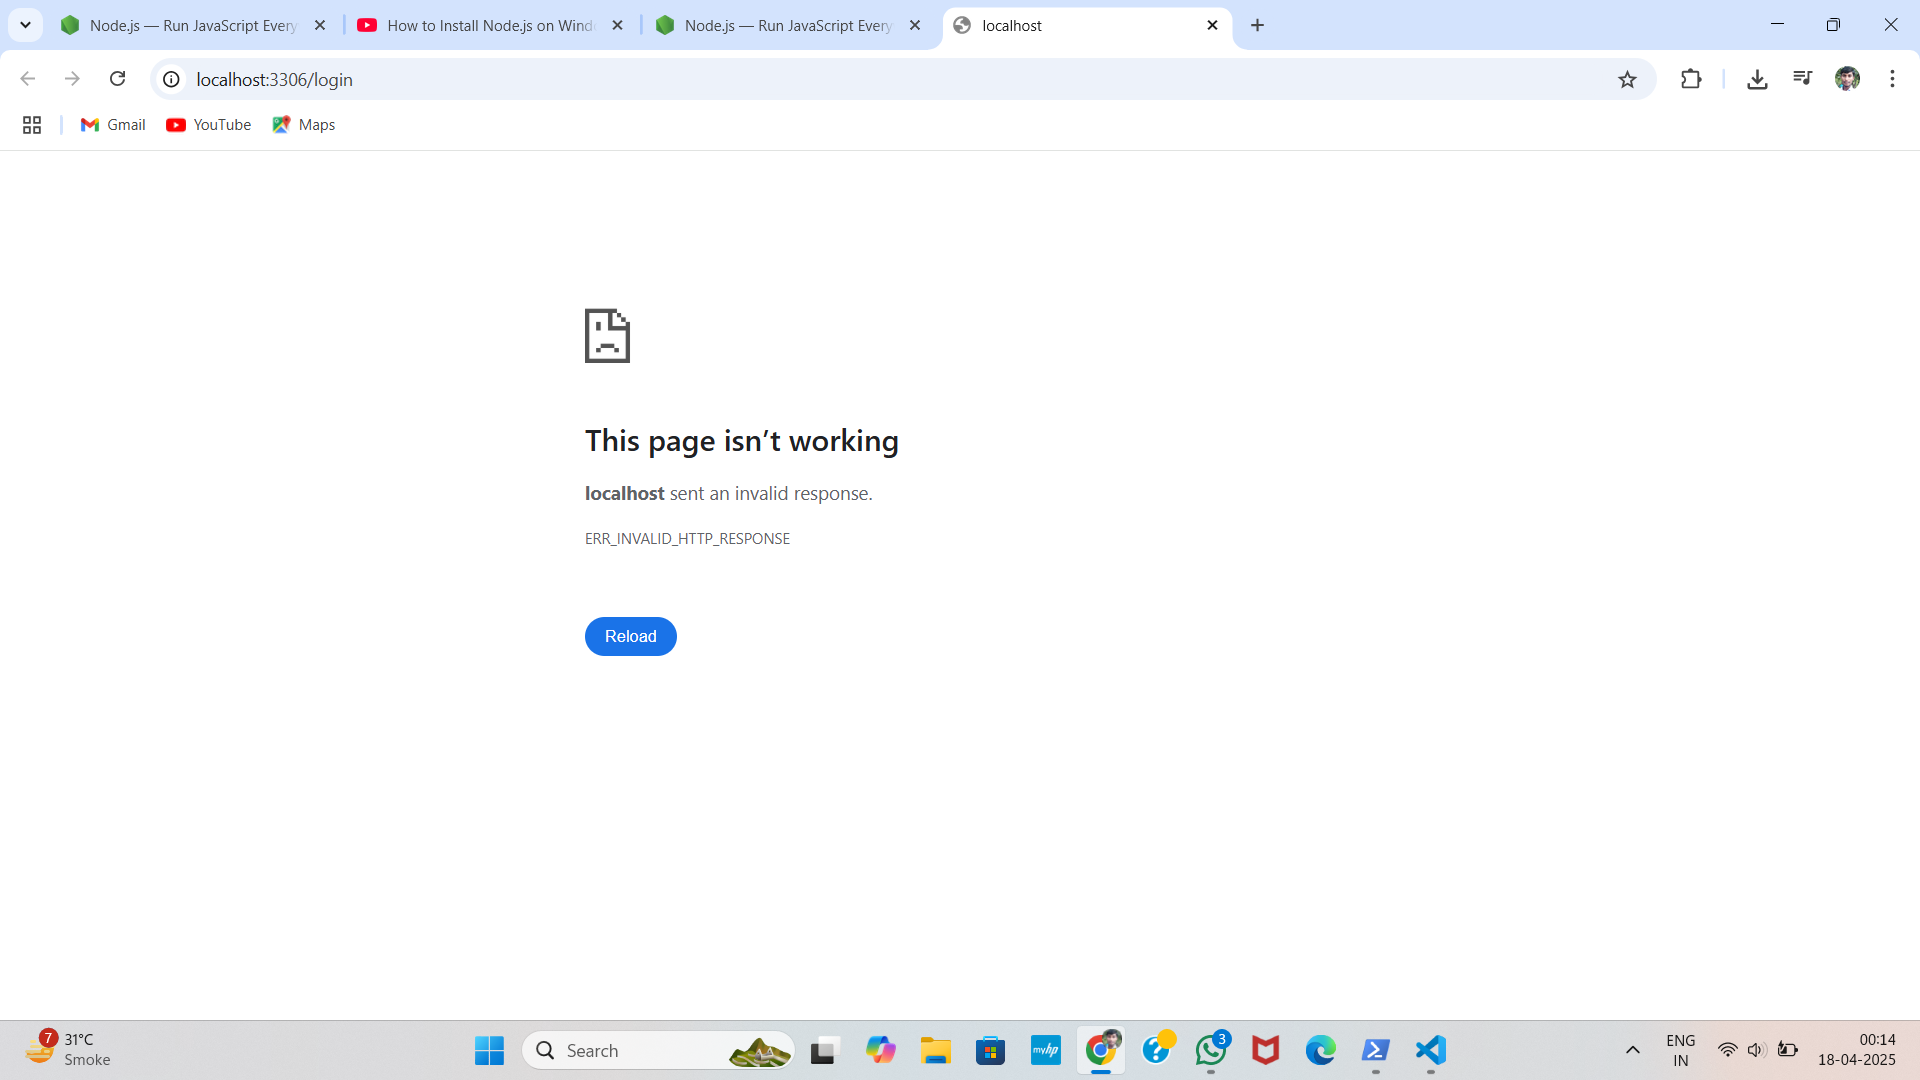 Node.js — Run JavaScript Every
How to Install Node.js on Wind
Node.js — Run JavaScript Every
localhost
localhost:3306/login
Gmail
YouTube
Maps
This page isn’t working
localhost sent an invalid response.
ERR_INVALID_HTTP_RESPONSE
Reload
7
31°C
Smoke
Search
myhp
3
ENG
IN
00:14
18-04-2025